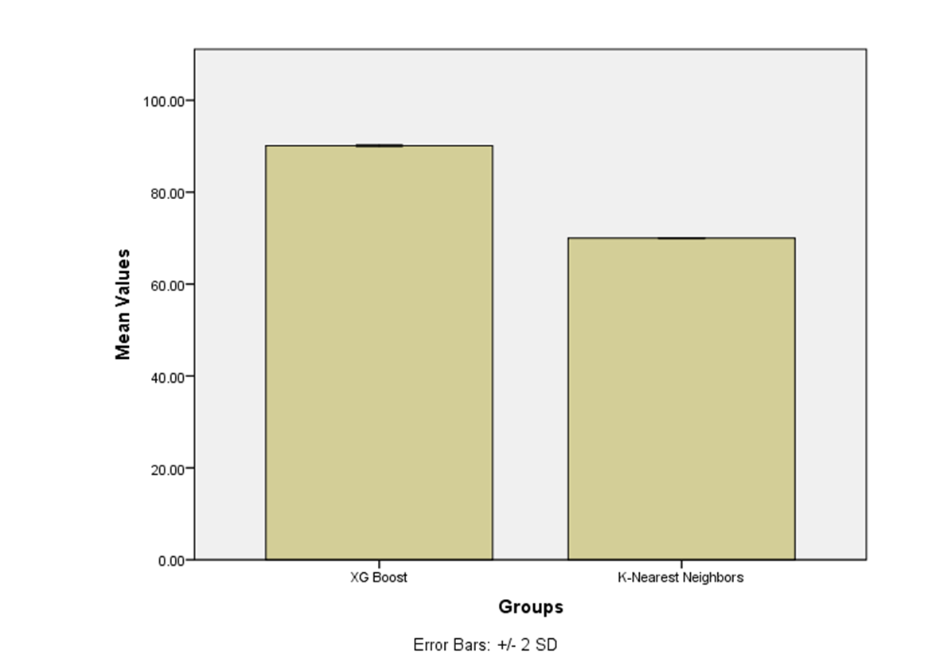 Mean Values
100.00
80.00
60.00
40.00
20.00
0.00
XG Boost
K-Nearest Neighbors
Groups
Error Bars: +/- 2 SD